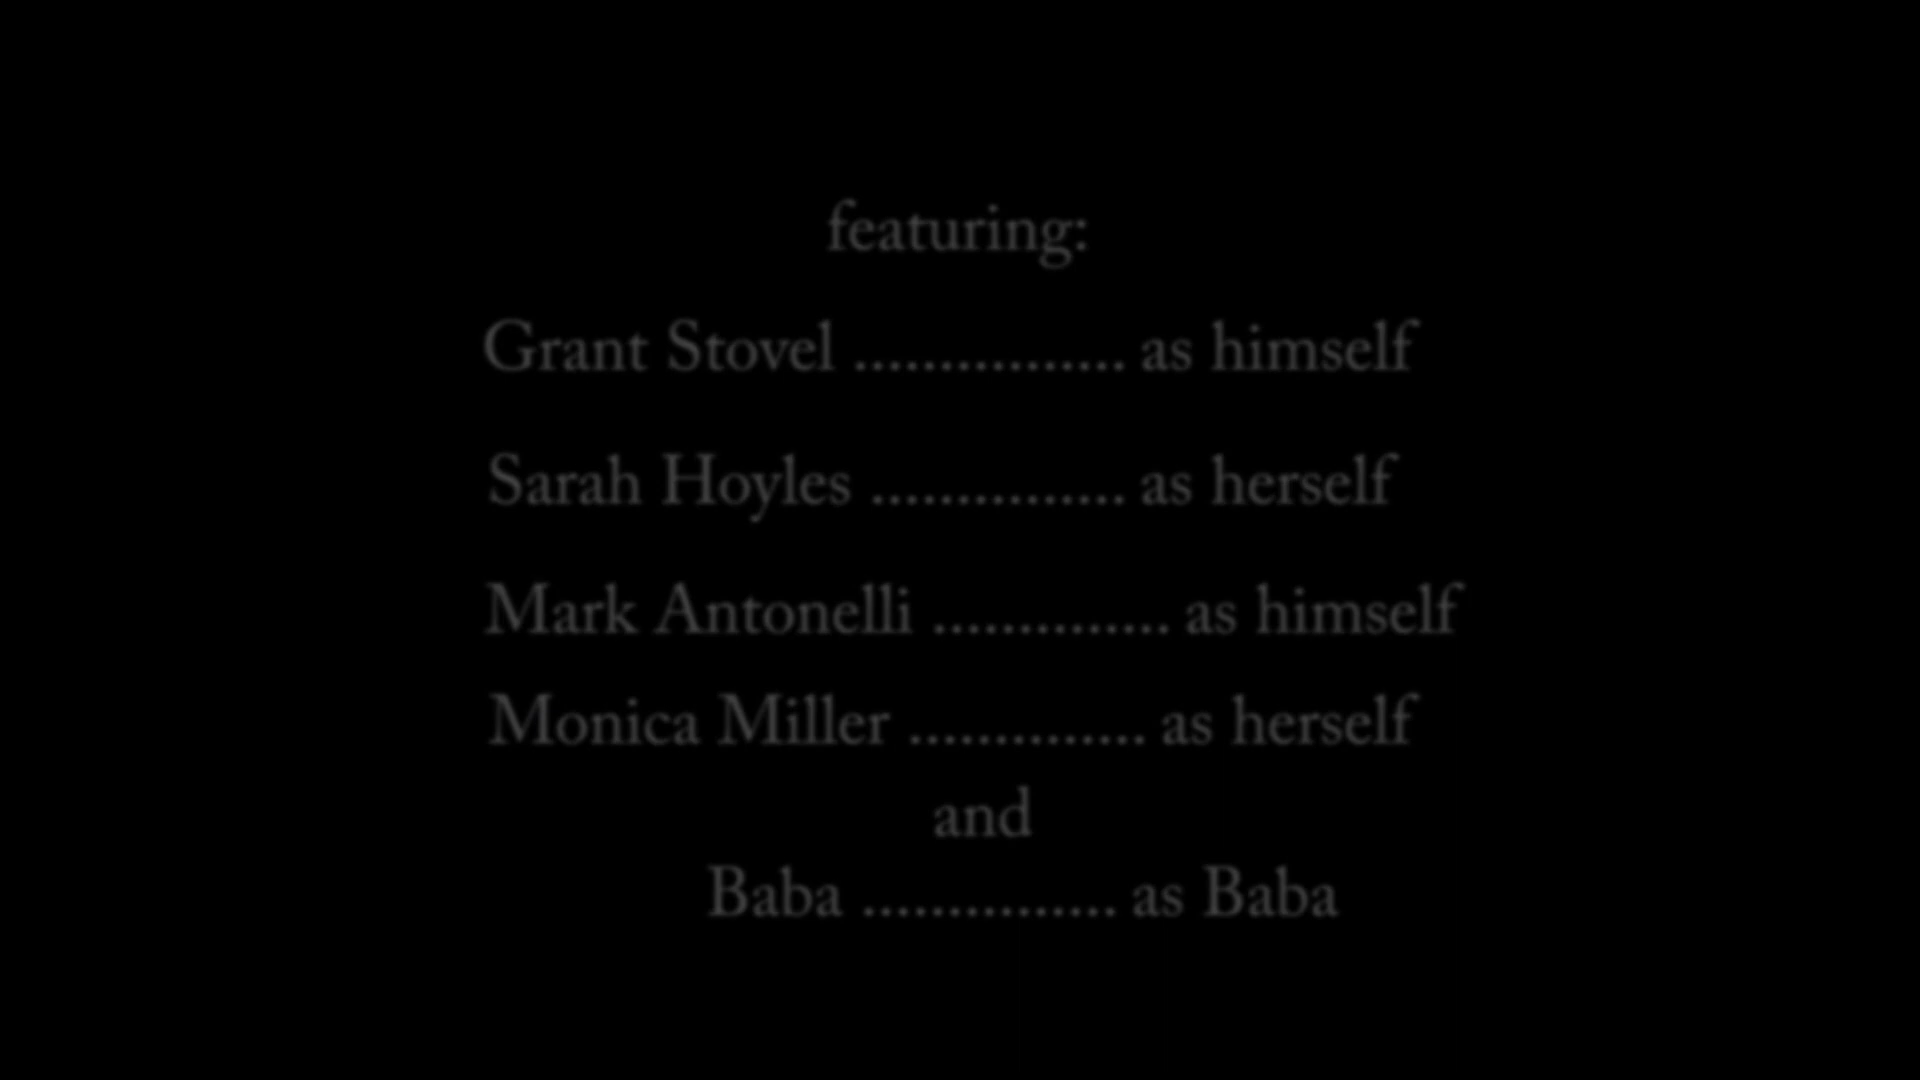 featuring:
Grant Stovel ................ as himself
Sarah Hoyles ............... as herself
Mark Antonelli .............. as himself
Monica Miller .............. as herself
and
Baba ............... as Baba